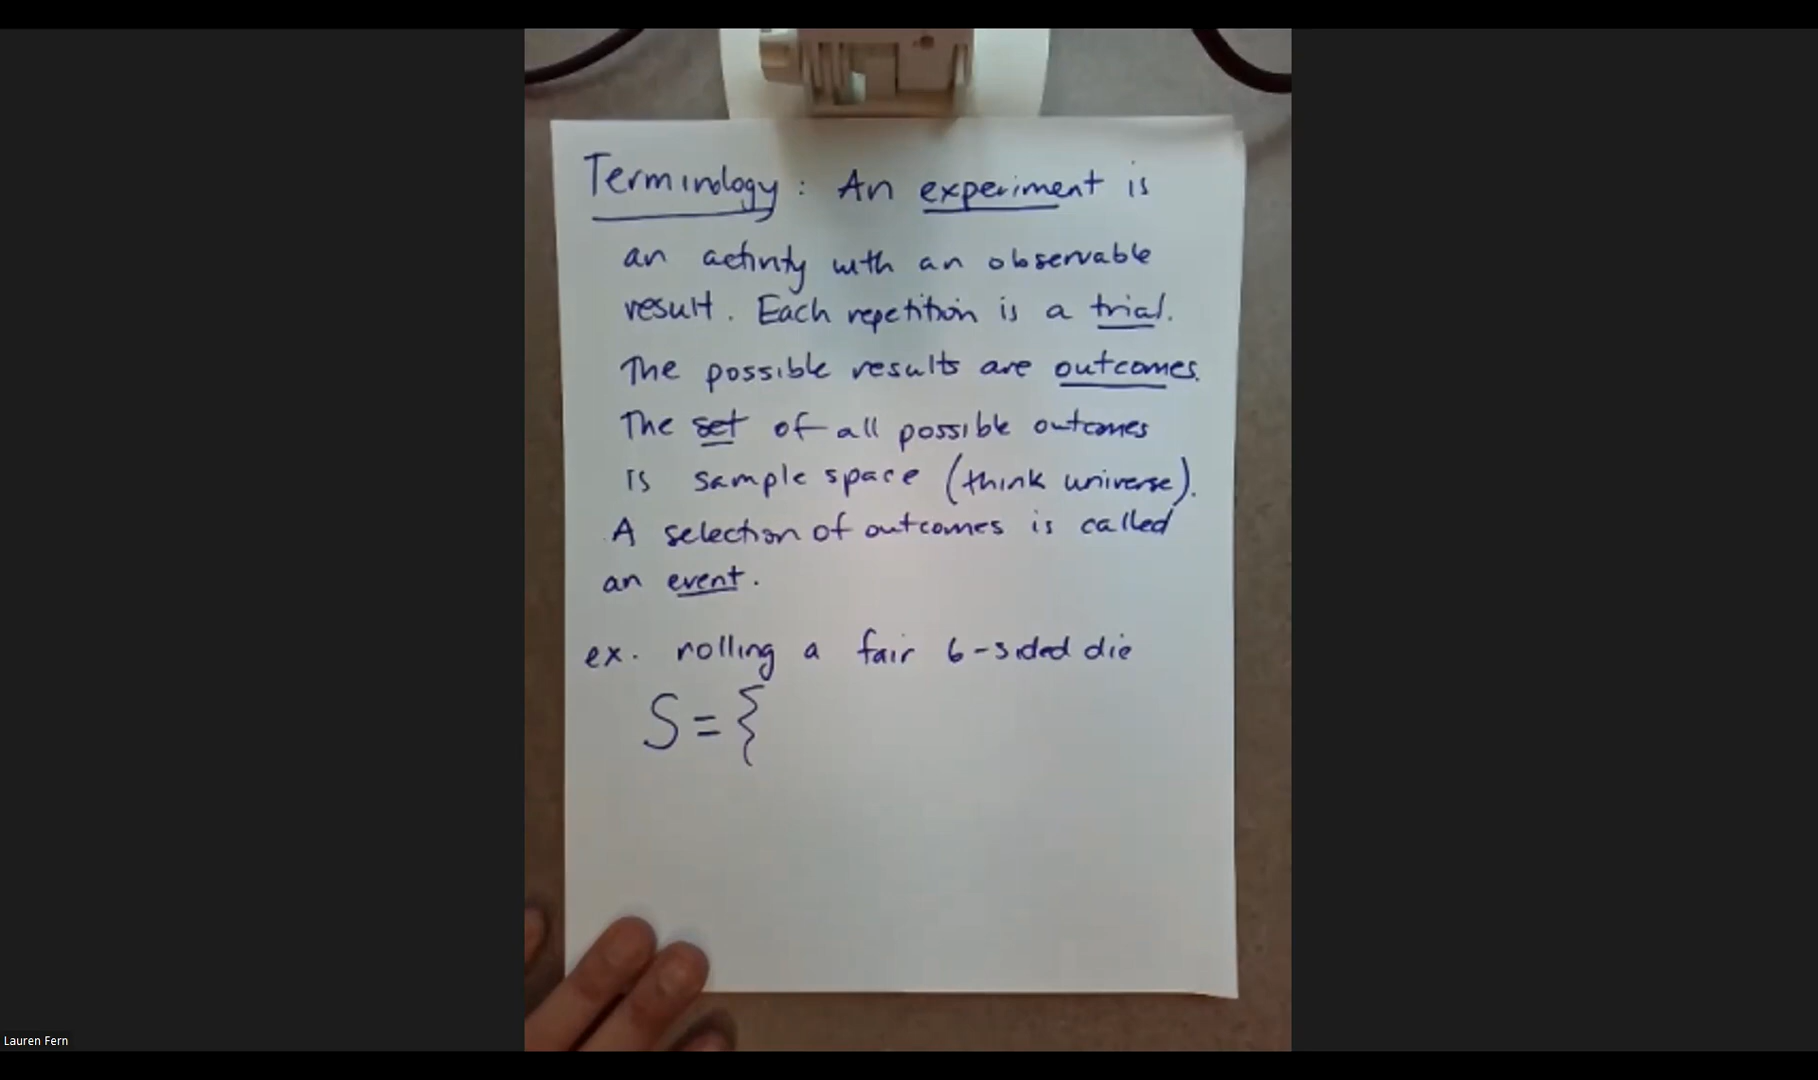 Terminology: An experiment is
an activity with an observable
result. Each repetition is a trial.
The possible results are outcomes.
The set of all possible outcomes
is sample space (think universe).
A selection of outcomes is called
an event.
ex. rolling a fair 6-sided die
S = {
Lauren Fern